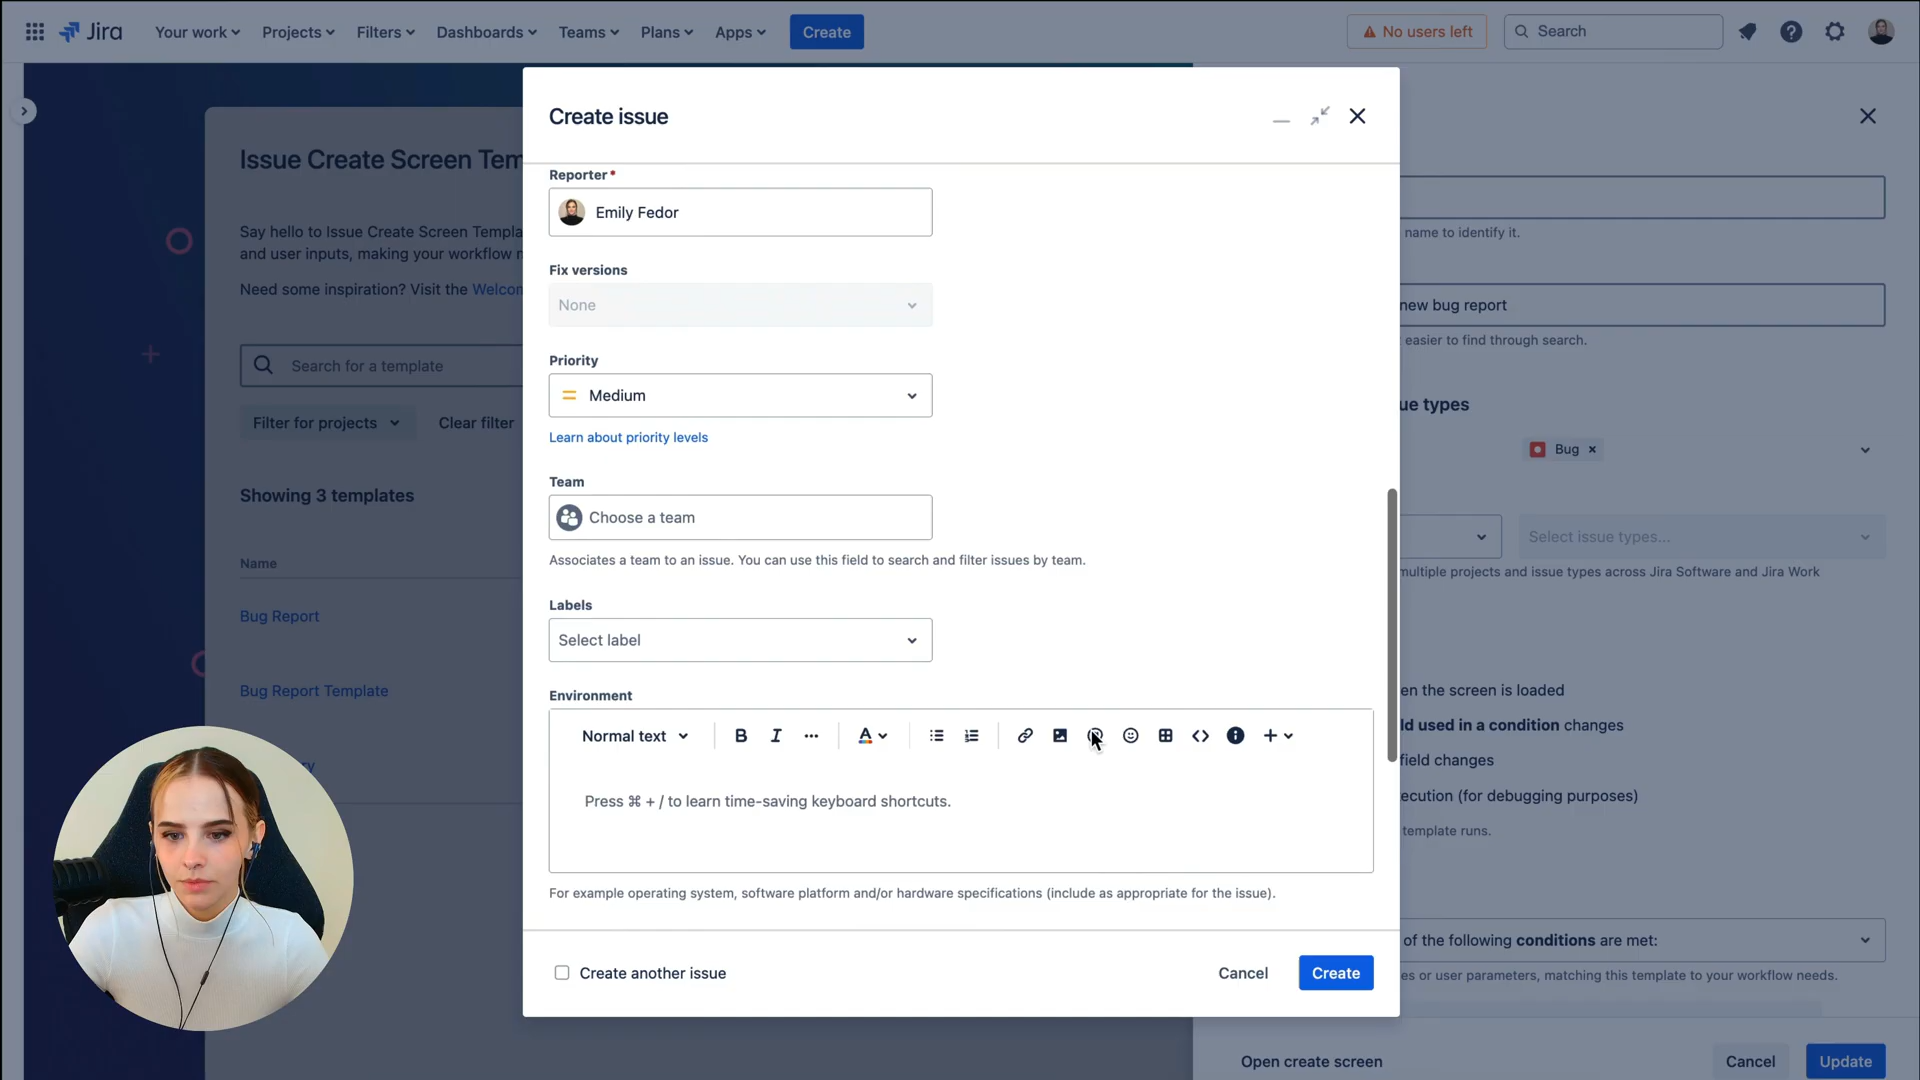 Jira
Your work
Projects
Filters
Dashboards
Teams
Plans
Apps
Create
No users left
Search
Issue Create Screen Tem
Say hello to Issue Create Screen Templa
and user inputs, making your workflow
Need some inspiration? Visit the Welcon
Search for a template
Filter for projects
Clear filter
Showing 3 templates
Name
Bug Report
Bug Report Template
Create issue
Reporter*
Emily Fedor
Fix versions
None
Priority
Medium
Learn about priority levels
Team
Choose a team
Associates a team to an issue. You can use this field to search and filter issues by team.
Labels
Select label
Environment
Normal text
B I ... A
Press ⌘ + / to learn time-saving keyboard shortcuts.
For example operating system, software platform and/or hardware specifications (include as appropriate for the issue).
Create another issue
Cancel
Create
name to identify it.
new bug report
easier to find through search.
ue types
Bug
Select issue types...
multiple projects and issue types across Jira Software and Jira Work
en the screen is loaded
ld used in a condition changes
field changes
ecution (for debugging purposes)
template runs.
of the following conditions are met:
es or user parameters, matching this template to your workflow needs.
Open create screen
Cancel
Update